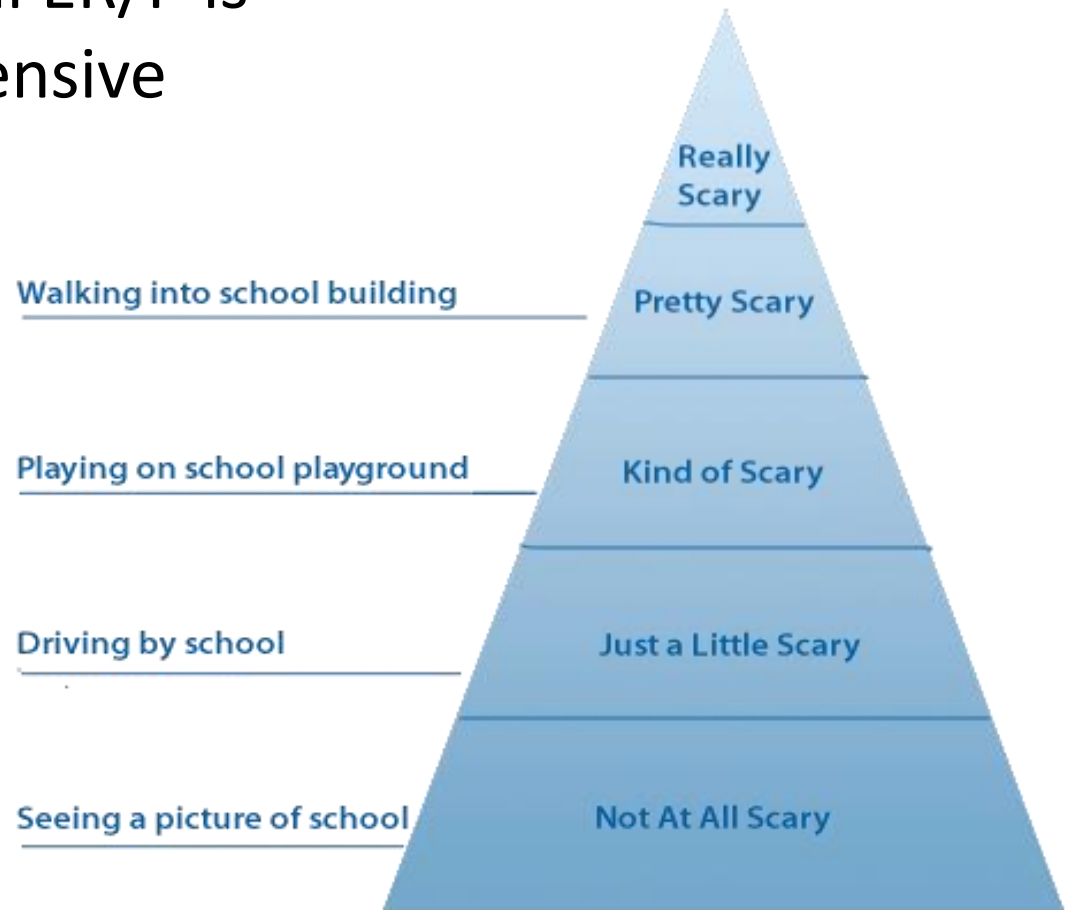 ensive
Really
Scary
Walking into school building
Pretty Scary
Playing on school playground
Kind of Scary
Driving by school
Just a Little Scary
Seeing a picture of school
Not At All Scary